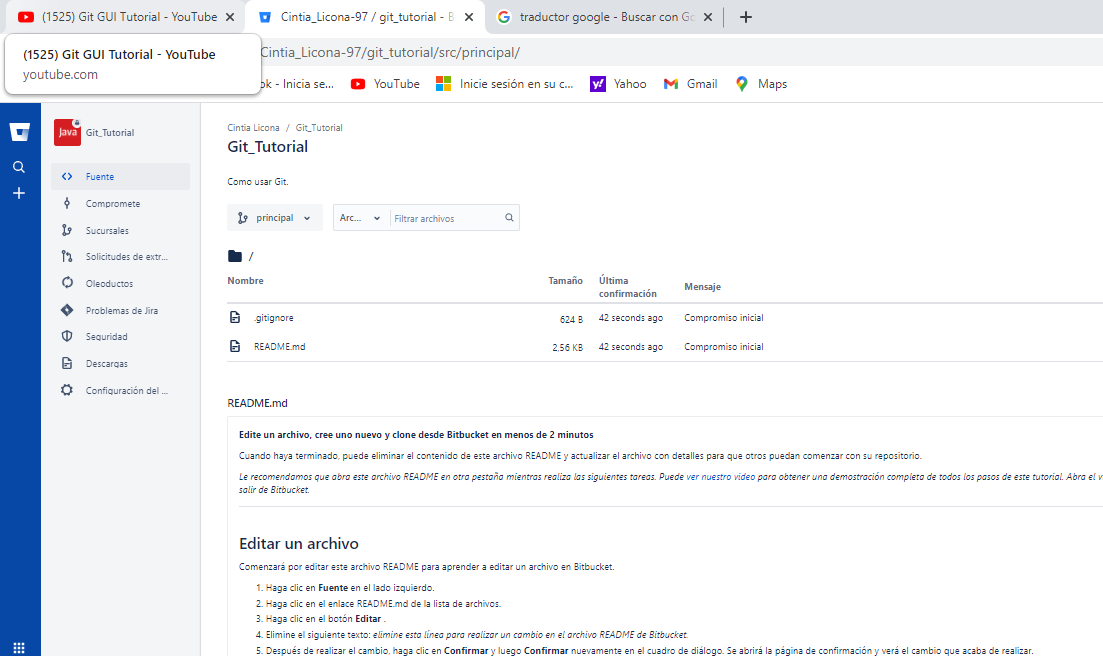 (1525) Git GUI Tutorial - YouTube
Cintia_Licona-97 / git_tutorial - B
traductor google - Buscar con Go
(1525) Git GUI Tutorial - YouTube
youtube.com
Cintia_Licona-97/git_tutorial/src/principal/
ok - Inicia se...
YouTube
Inicie sesión en su c...
Yahoo
Gmail
Maps
Java
Git_Tutorial
Fuente
Compromete
Sucursales
Solicitudes de extr...
Oleoductos
Problemas de Jira
Seguridad
Descargas
Configuración del ...
Cintia Licona / Git_Tutorial
Git_Tutorial
Como usar Git.
principal
Arc...
Filtrar archivos
/
Nombre Tamaño Última confirmación Mensaje
.gitignore 624 B 42 seconds ago Compromiso inicial
README.md 2,56 KB 42 seconds ago Compromiso inicial
README.md
Edite un archivo, cree uno nuevo y clone desde Bitbucket en menos de 2 minutos
Cuando haya terminado, puede eliminar el contenido de este archivo README y actualizar el archivo con detalles para que otros puedan comenzar con su repositorio.
Le recomendamos que abra este archivo README en otra pestaña mientras realiza las siguientes tareas. Puede ver nuestro video para obtener una demostración completa de todos los pasos de este tutorial. Abra el v
salir de Bitbucket.
Editar un archivo
Comenzará por editar este archivo README para aprender a editar un archivo en Bitbucket.
1. Haga clic en Fuente en el lado izquierdo.
2. Haga clic en el enlace README.md de la lista de archivos.
3. Haga clic en el botón Editar .
4. Elimine el siguiente texto: elimine esta línea para realizar un cambio en el archivo README de Bitbucket.
5. Después de realizar el cambio, haga clic en Confirmar y luego Confirmar nuevamente en el cuadro de diálogo. Se abrirá la página de confirmación y verá el cambio que acaba de realizar.